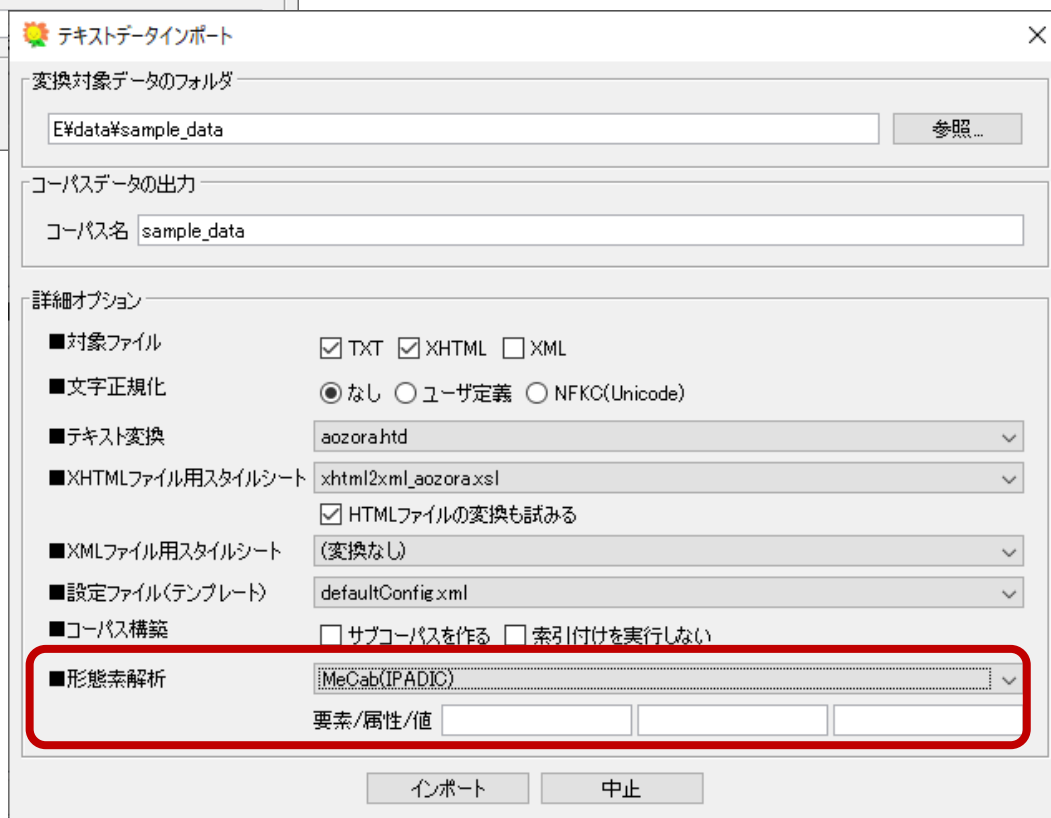 テキストデータインポート
変換対象データのフォルダ
E¥data¥sample_data
参照...
コーパスデータの出力
コーパス名 sample_data
詳細オプション
■対象ファイル TXT XHTML XML
■文字正規化 なし ユーザ定義 NFKC(Unicode)
■テキスト変換 aozora.htd
■XHTMLファイル用スタイルシート xhtml2xml_aozora.xsl
HTMLファイルの変換も試みる
■XMLファイル用スタイルシート (変換なし)
■設定ファイル(テンプレート) defaultConfig.xml
■コーパス構築 サブコーパスを作る 索引付けを実行しない
■形態素解析 MeCab(IPADIC)
要素/属性/値
インポート 中止